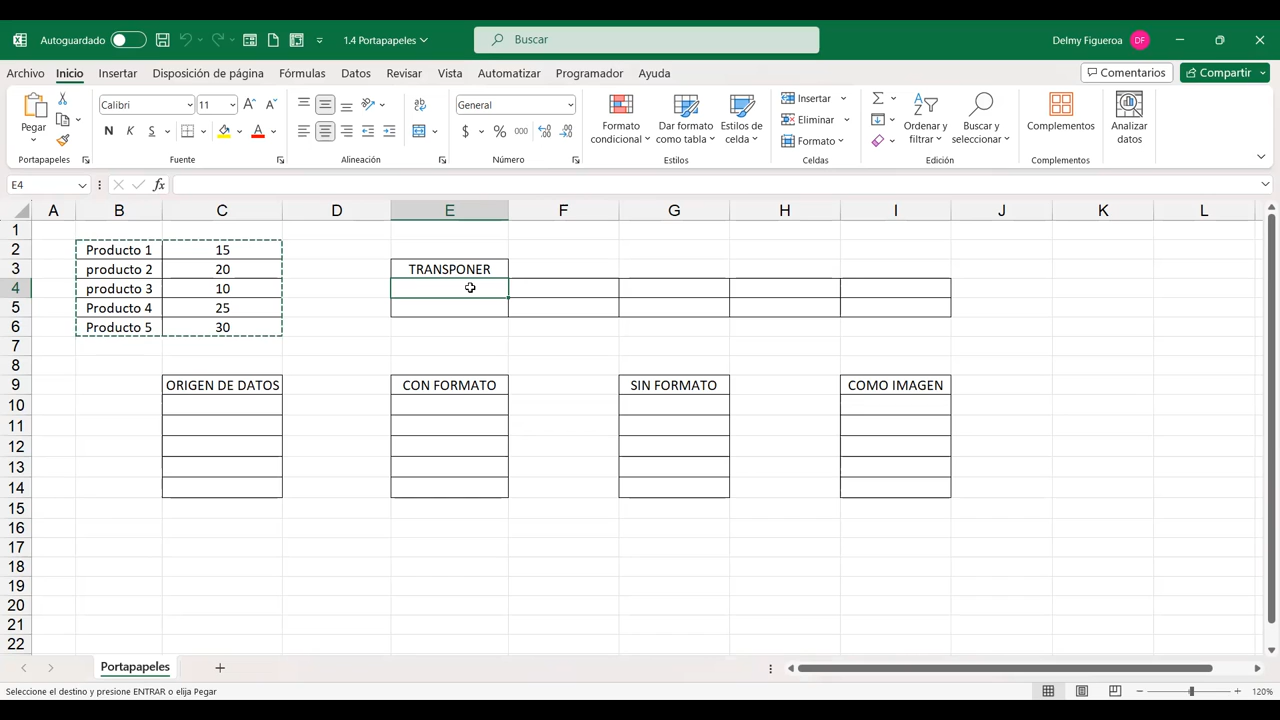 Autoguardado
1.4 Portapapeles
Buscar
Delmy Figueroa
DF
Archivo Inicio Insertar Disposición de página Fórmulas Datos Revisar Vista Automatizar Programador Ayuda
Comentarios
Compartir
Pegar
Portapapeles
Calibri 11
N K S
Fuente
Alineación
General
$ % 000
Número
Formato condicional
Dar formato como tabla
Estilos de celda
Estilos
Insertar
Eliminar
Formato
Celdas
Ordenar y filtrar
Buscar y seleccionar
Edición
Complementos
Complementos
Analizar datos
E4
fx
A B C D E F G H I J K L
1
2 Producto 1 15
3 producto 2 20 TRANSPONER
4 producto 3 10
5 Producto 4 25
6 Producto 5 30
7
8
9 ORIGEN DE DATOS CON FORMATO SIN FORMATO COMO IMAGEN
10
11
12
13
14
15
16
17
18
19
20
21
22
Portapapeles
Seleccione el destino y presione ENTRAR o elija Pegar
120%